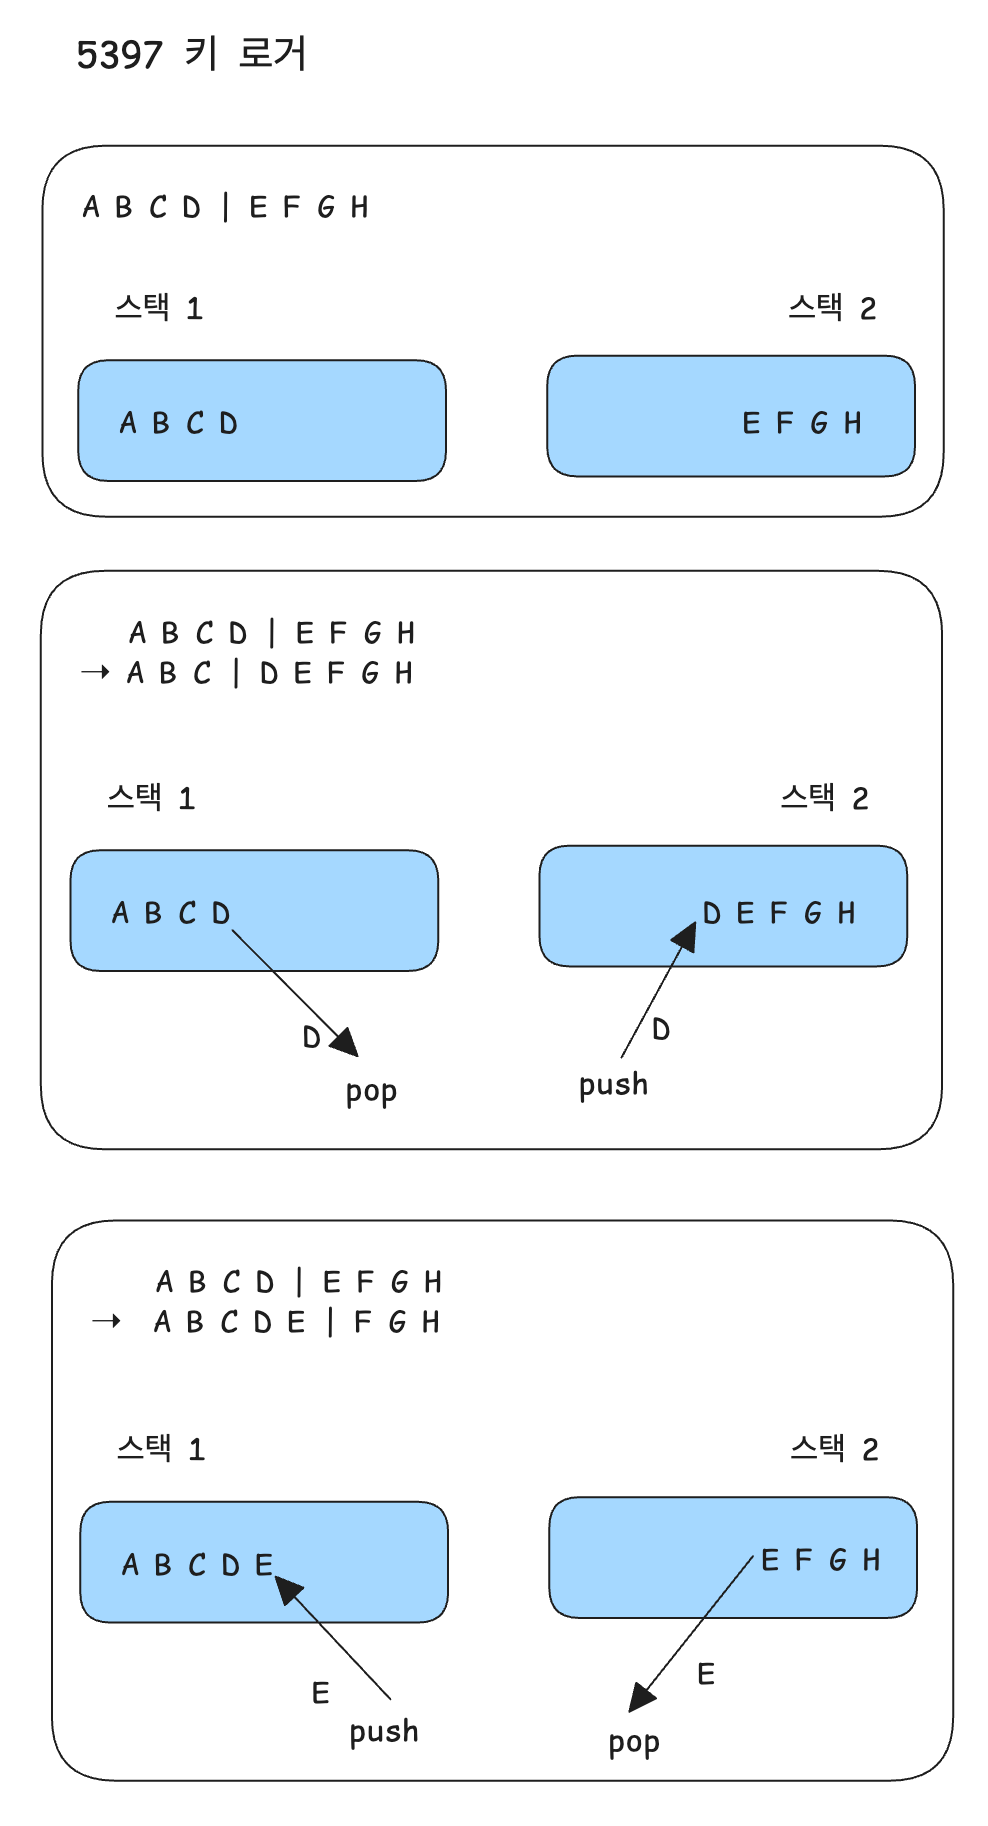 5397 키 로거
A B C D | E F G H
스택 1
스택 2
A B C D
E F G H
A B C D | E F G H
→ A B C | D E F G H
스택 1
스택 2
A B C D
D E F G H
D
D
pop
push
A B C D | E F G H
→ A B C D E | F G H
스택 1
스택 2
A B C D E
E F G H
E
E
push
pop